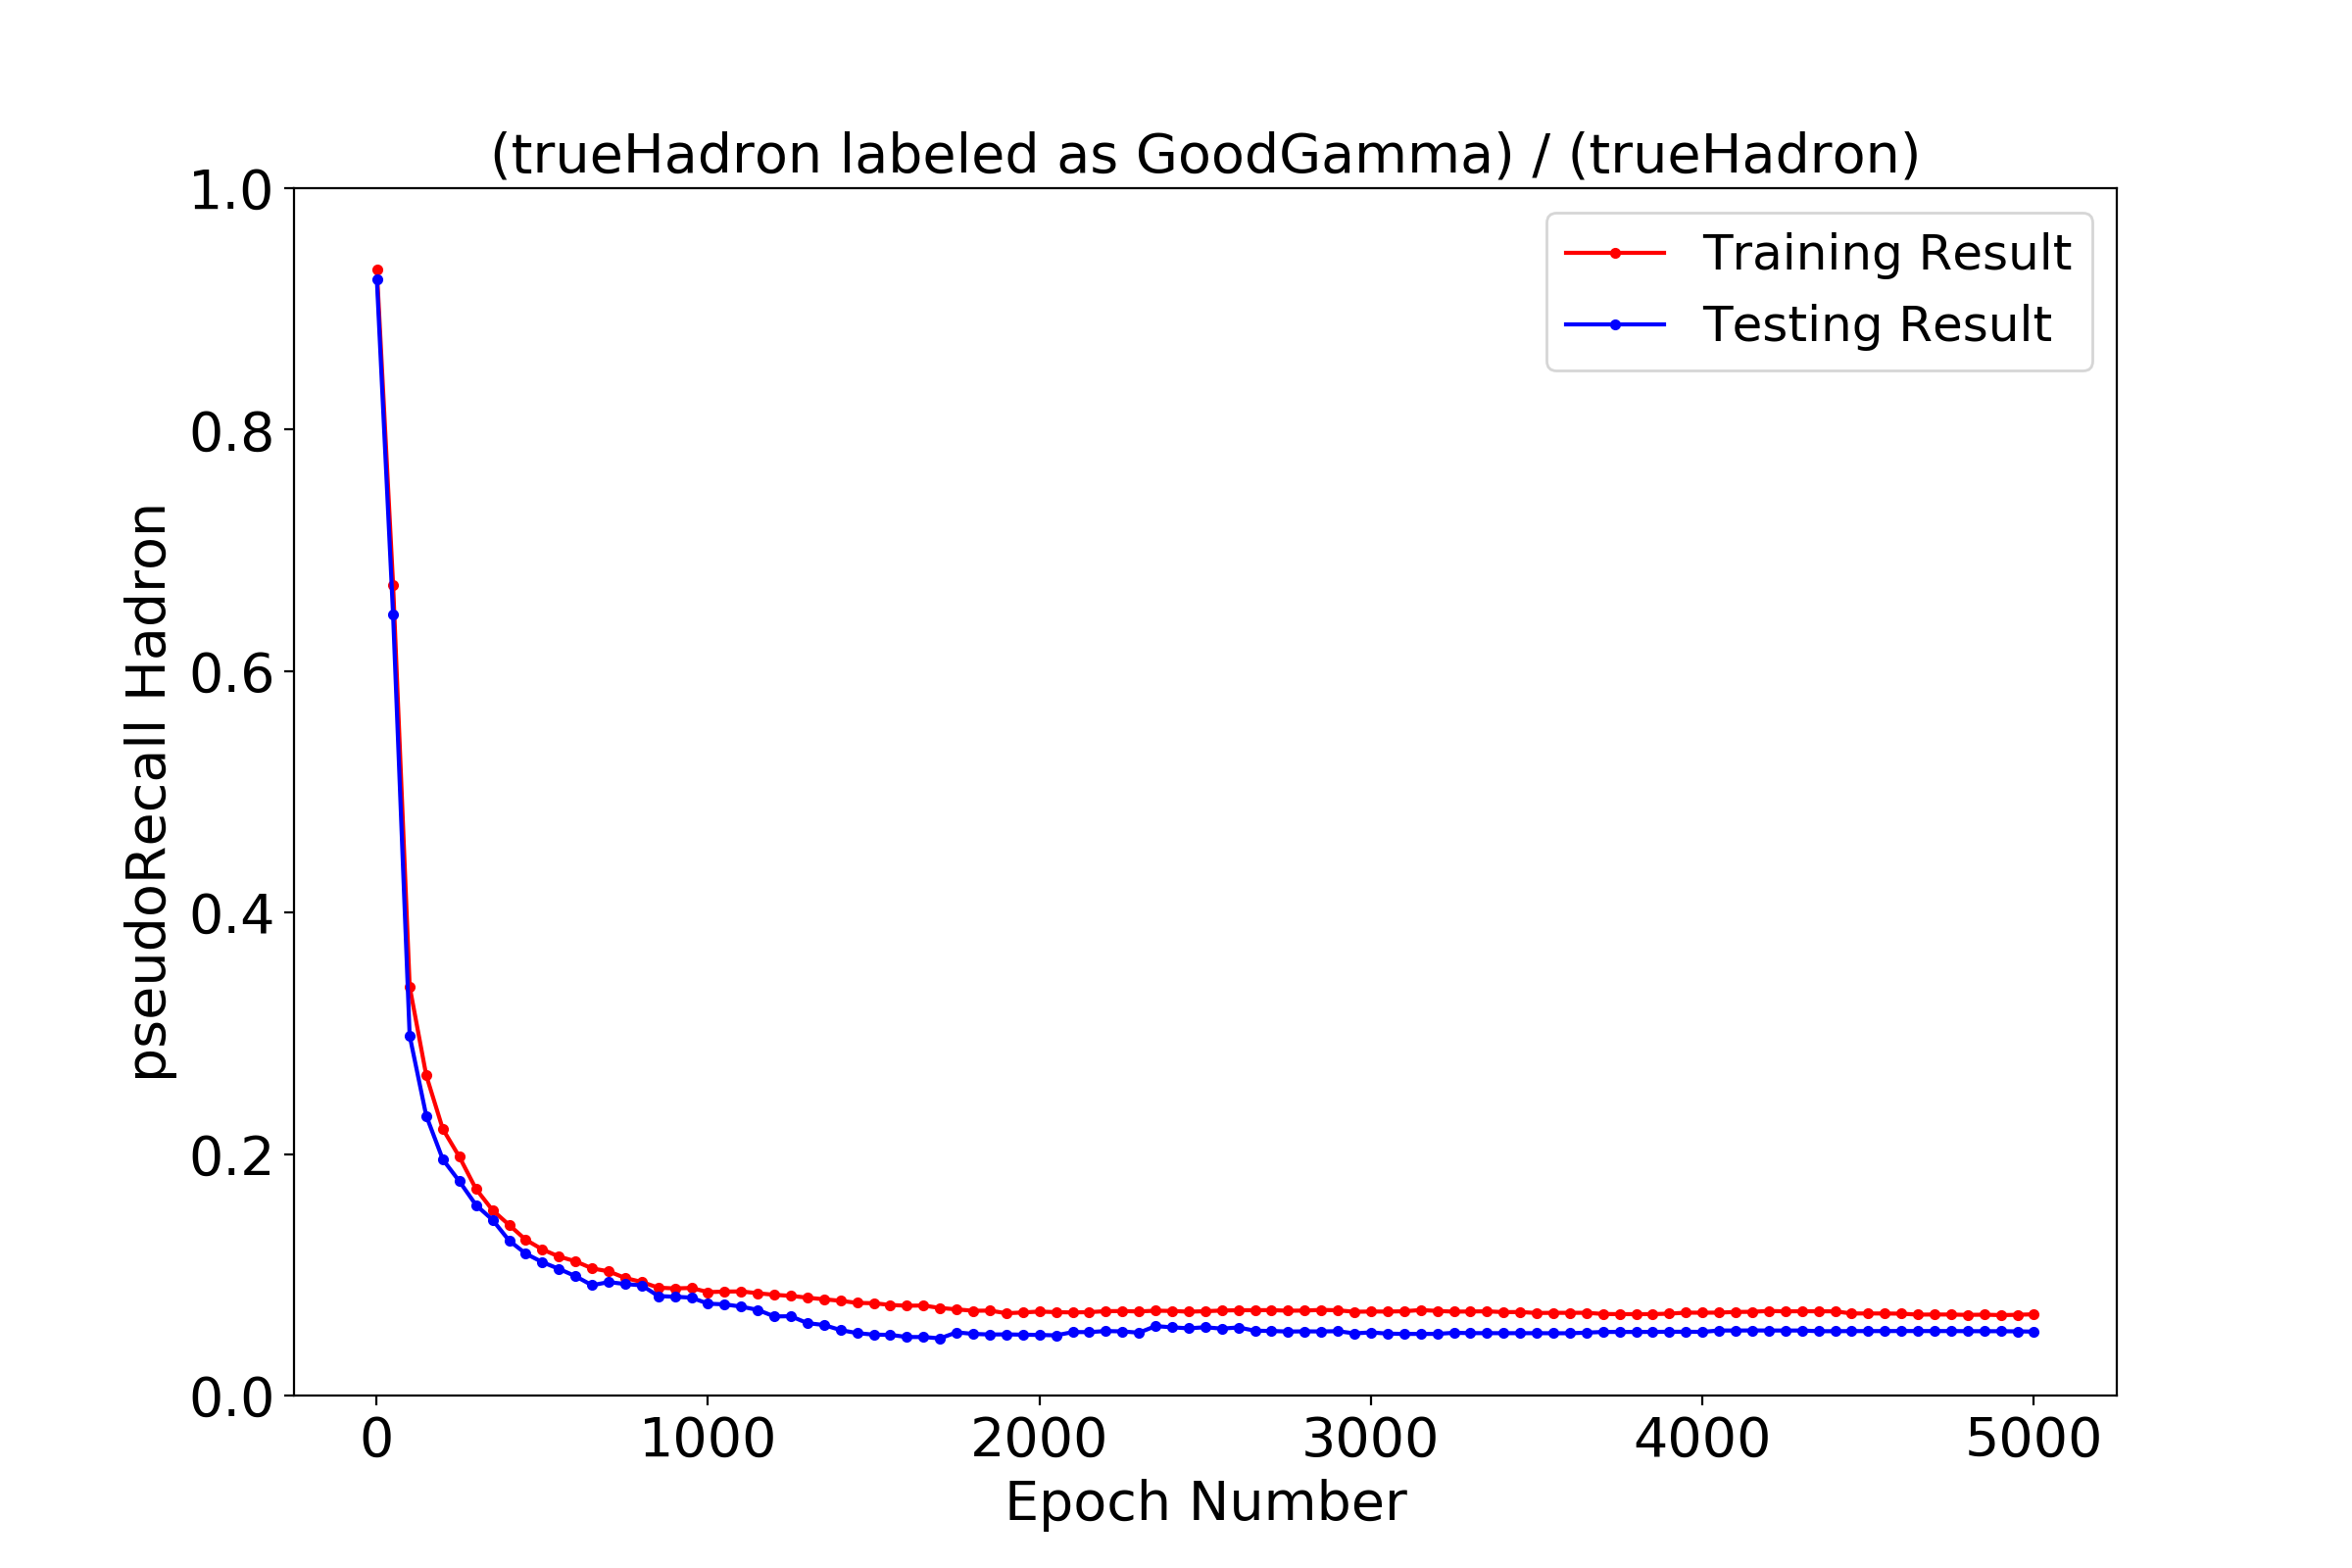 (trueHadron labeled as GoodGamma) / (trueHadron)
1.0
0.8
0.6
0.4
0.2
0.0
pseudoRecall Hadron
Training Result
Testing Result
0 1000 2000 3000 4000 5000
Epoch Number